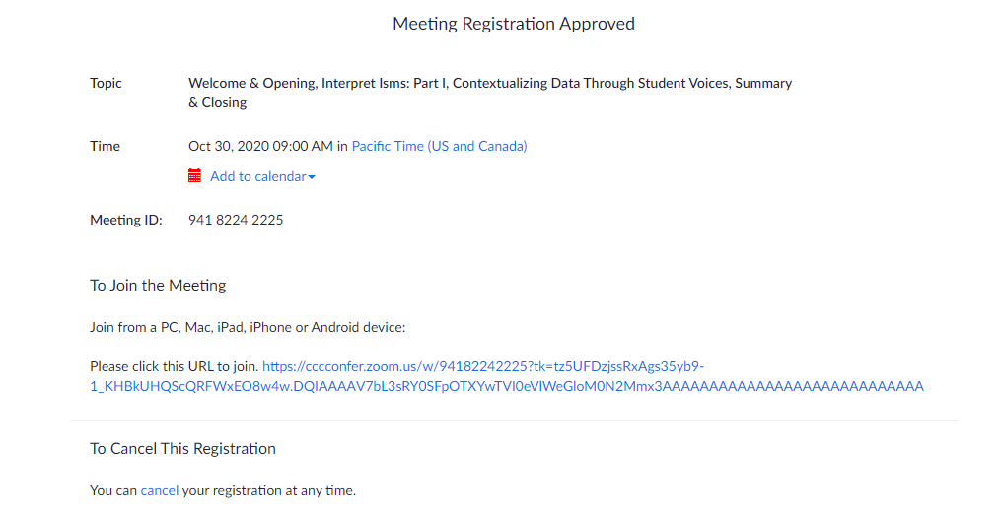 Meeting Registration Approved
Topic
Welcome & Opening, Interpret Isms: Part I, Contextualizing Data Through Student Voices, Summary
& Closing
Time
Oct 30, 2020 09:00 AM in Pacific Time (US and Canada)
Add to calendar
Meeting ID:
941 8224 2225
To Join the Meeting
Join from a PC, Mac, iPad, iPhone or Android device:
Please click this URL to join. https://cccconfer.zoom.us/w/94182242225?tk=tz5UFDzjssRxAgs35yb9-
1_KHBkUHQScQRFWxEO8w4w.DQIAAAAV7bL3sRY0SFpOTXYwTVI0eVlWeGloM0N2Mmx3AAAAAAAAAAAAAAAAAAAAAAAAAAAA
To Cancel This Registration
You can cancel your registration at any time.